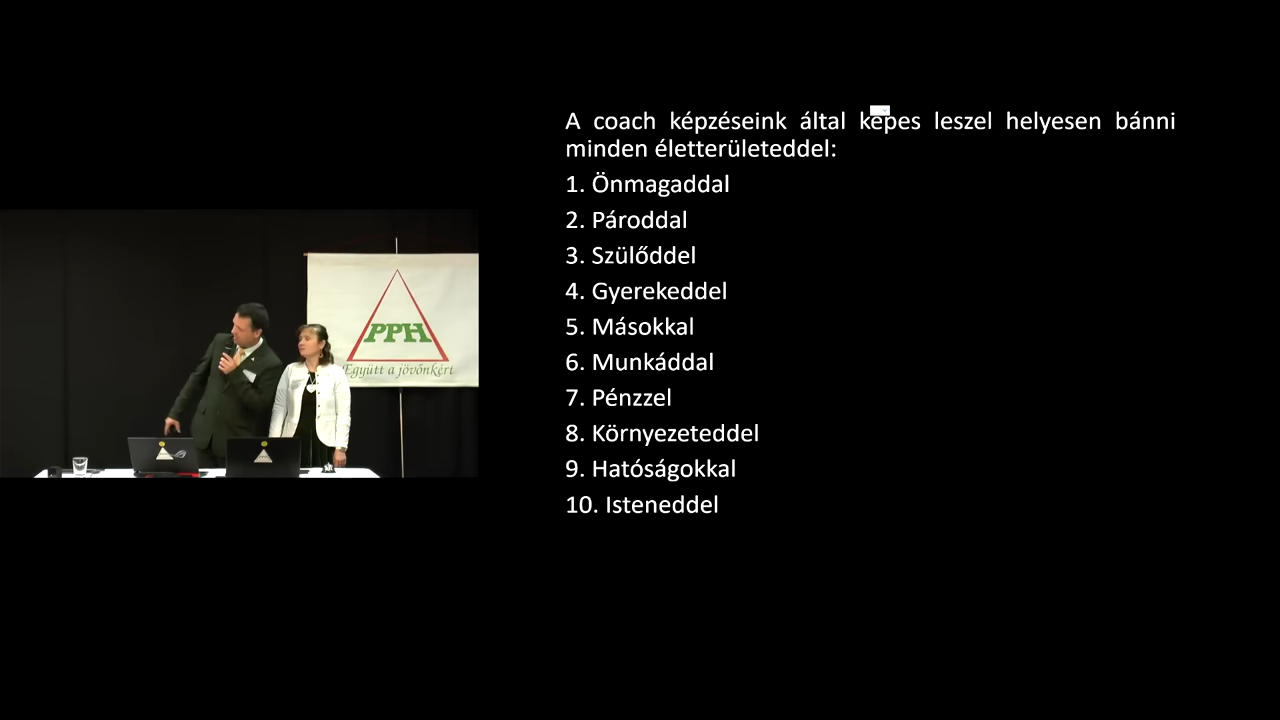 A coach képzéseink által képes leszel helyesen bánni
minden életterületeddel:
1. Önmagaddal
2. Pároddal
3. Szülőddel
4. Gyerekeddel
5. Másokkal
6. Munkáddal
7. Pénzzel
8. Környezeteddel
9. Hatóságokkal
10. Isteneddel
PPH
Együtt a jövőnkért